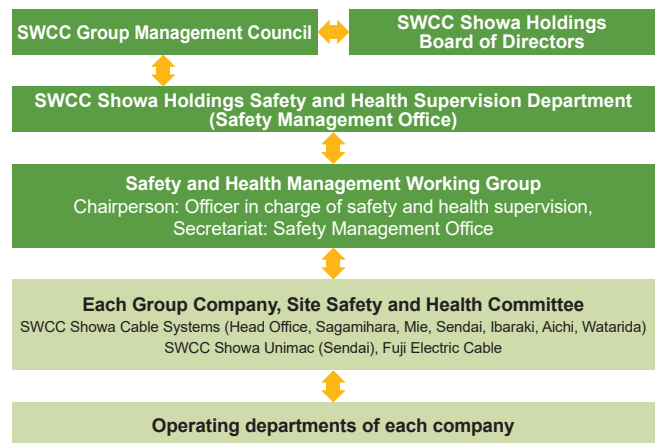 SWCC Group Management Council
SWCC Showa Holdings
Board of Directors
SWCC Showa Holdings Safety and Health Supervision Department
(Safety Management Office)
Safety and Health Management Working Group
Chairperson: Officer in charge of safety and health supervision,
Secretariat: Safety Management Office
Each Group Company, Site Safety and Health Committee
SWCC Showa Cable Systems (Head Office, Sagamihara, Mie, Sendai, Ibaraki, Aichi, Watarida)
SWCC Showa Unimac (Sendai), Fuji Electric Cable
Operating departments of each company